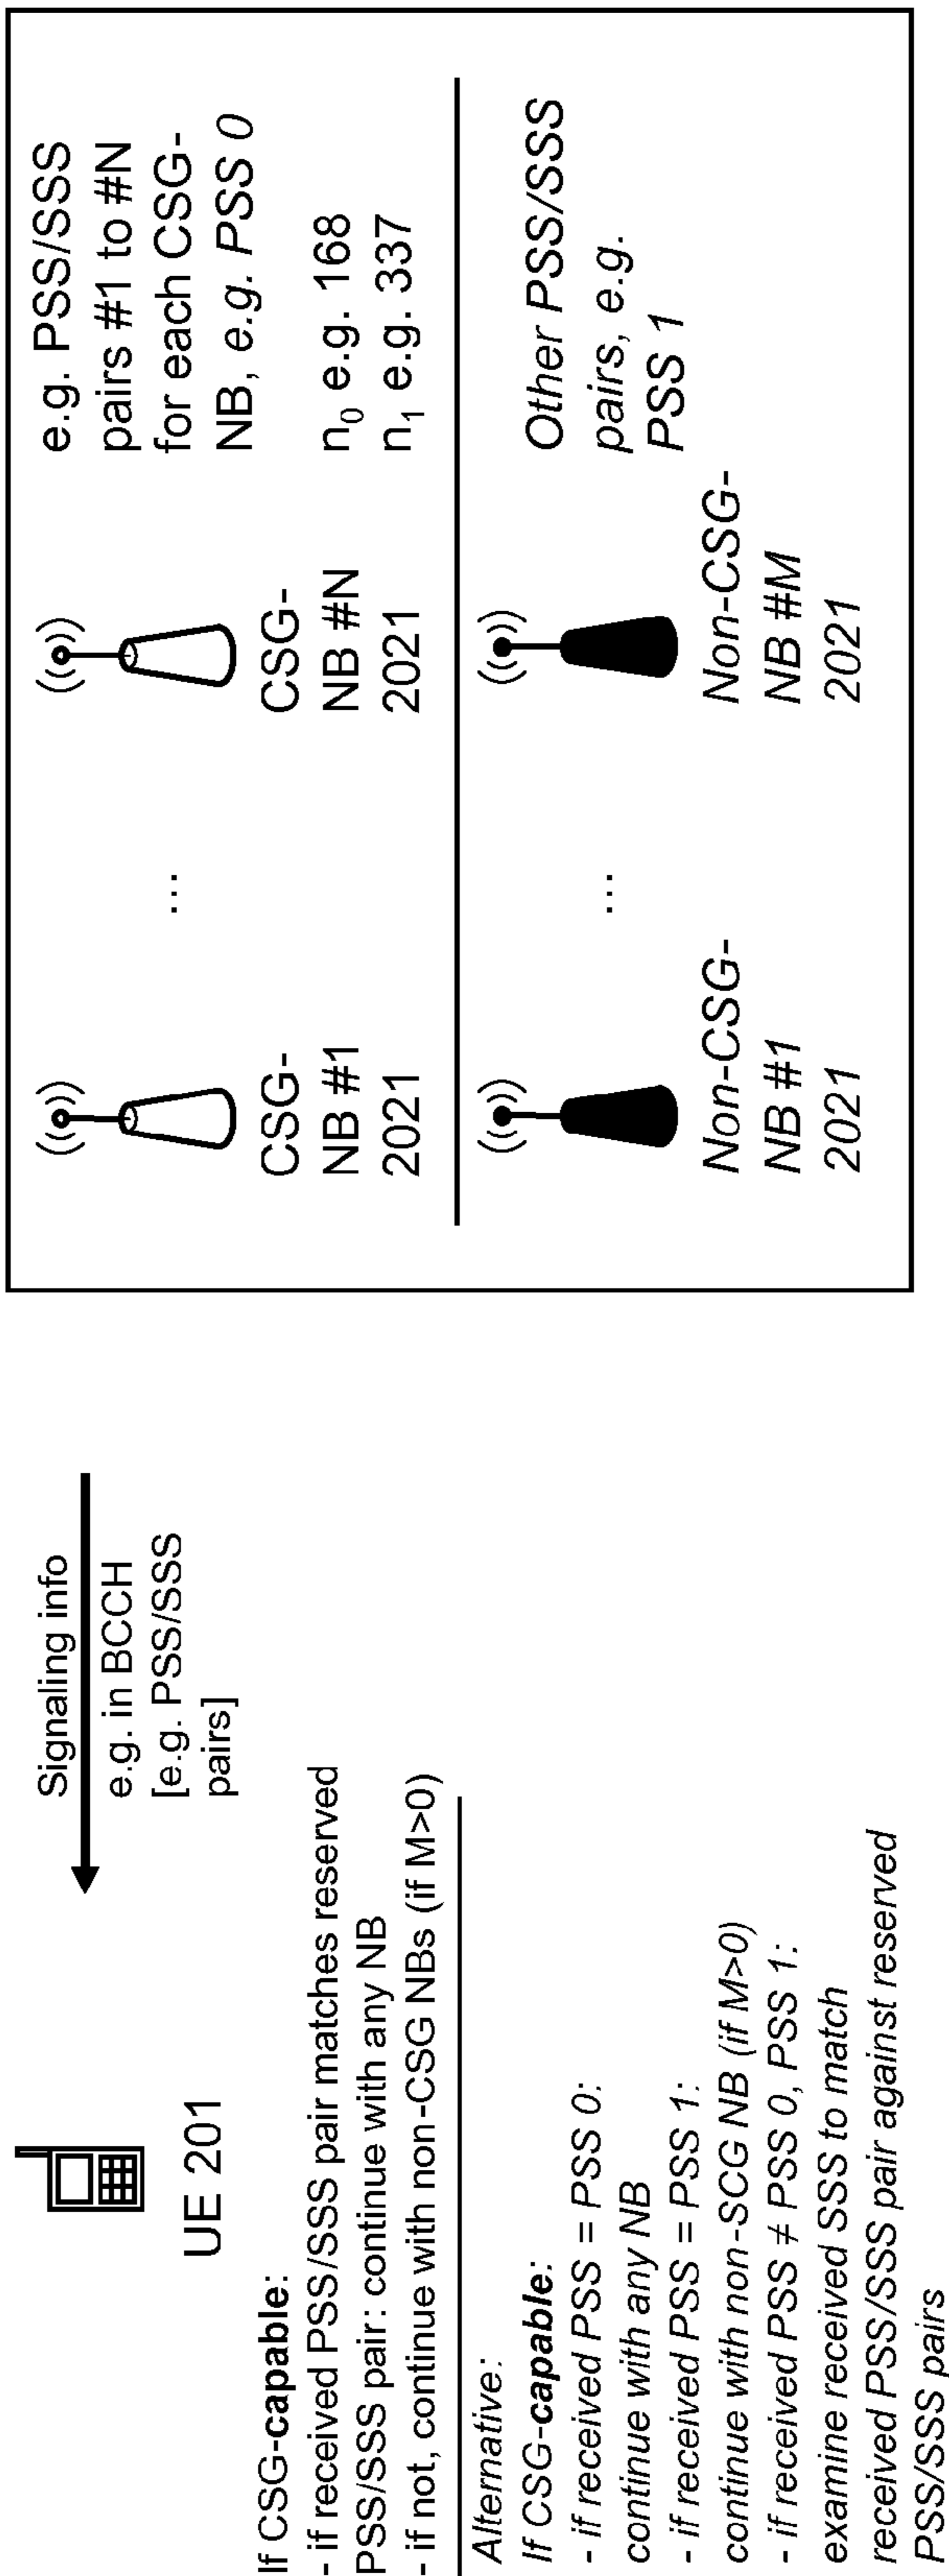 UE 201
Signaling info
e.g. in BCCH
[e.g. PSS/SSS
pairs]
If CSG-capable:
- if received PSS/SSS pair matches reserved
PSS/SSS pair: continue with any NB
- if not, continue with non-CSG NBs (if M>0)
Alternative:
If CSG-capable:
- if received PSS = PSS 0:
continue with any NB
- if received PSS = PSS 1:
continue with non-SCG NB (if M>0)
- if received PSS ≠ PSS 0, PSS 1:
examine received SSS to match
received PSS/SSS pair against reserved
PSS/SSS pairs
CSG-
NB #1
2021
...
CSG-
NB #N
2021
e.g. PSS/SSS
pairs #1 to #N
for each CSG-
NB, e.g. PSS 0
n₀ e.g. 168
n₁ e.g. 337
Non-CSG-
NB #1
2021
...
Non-CSG-
NB #M
2021
Other PSS/SSS
pairs, e.g.
PSS 1